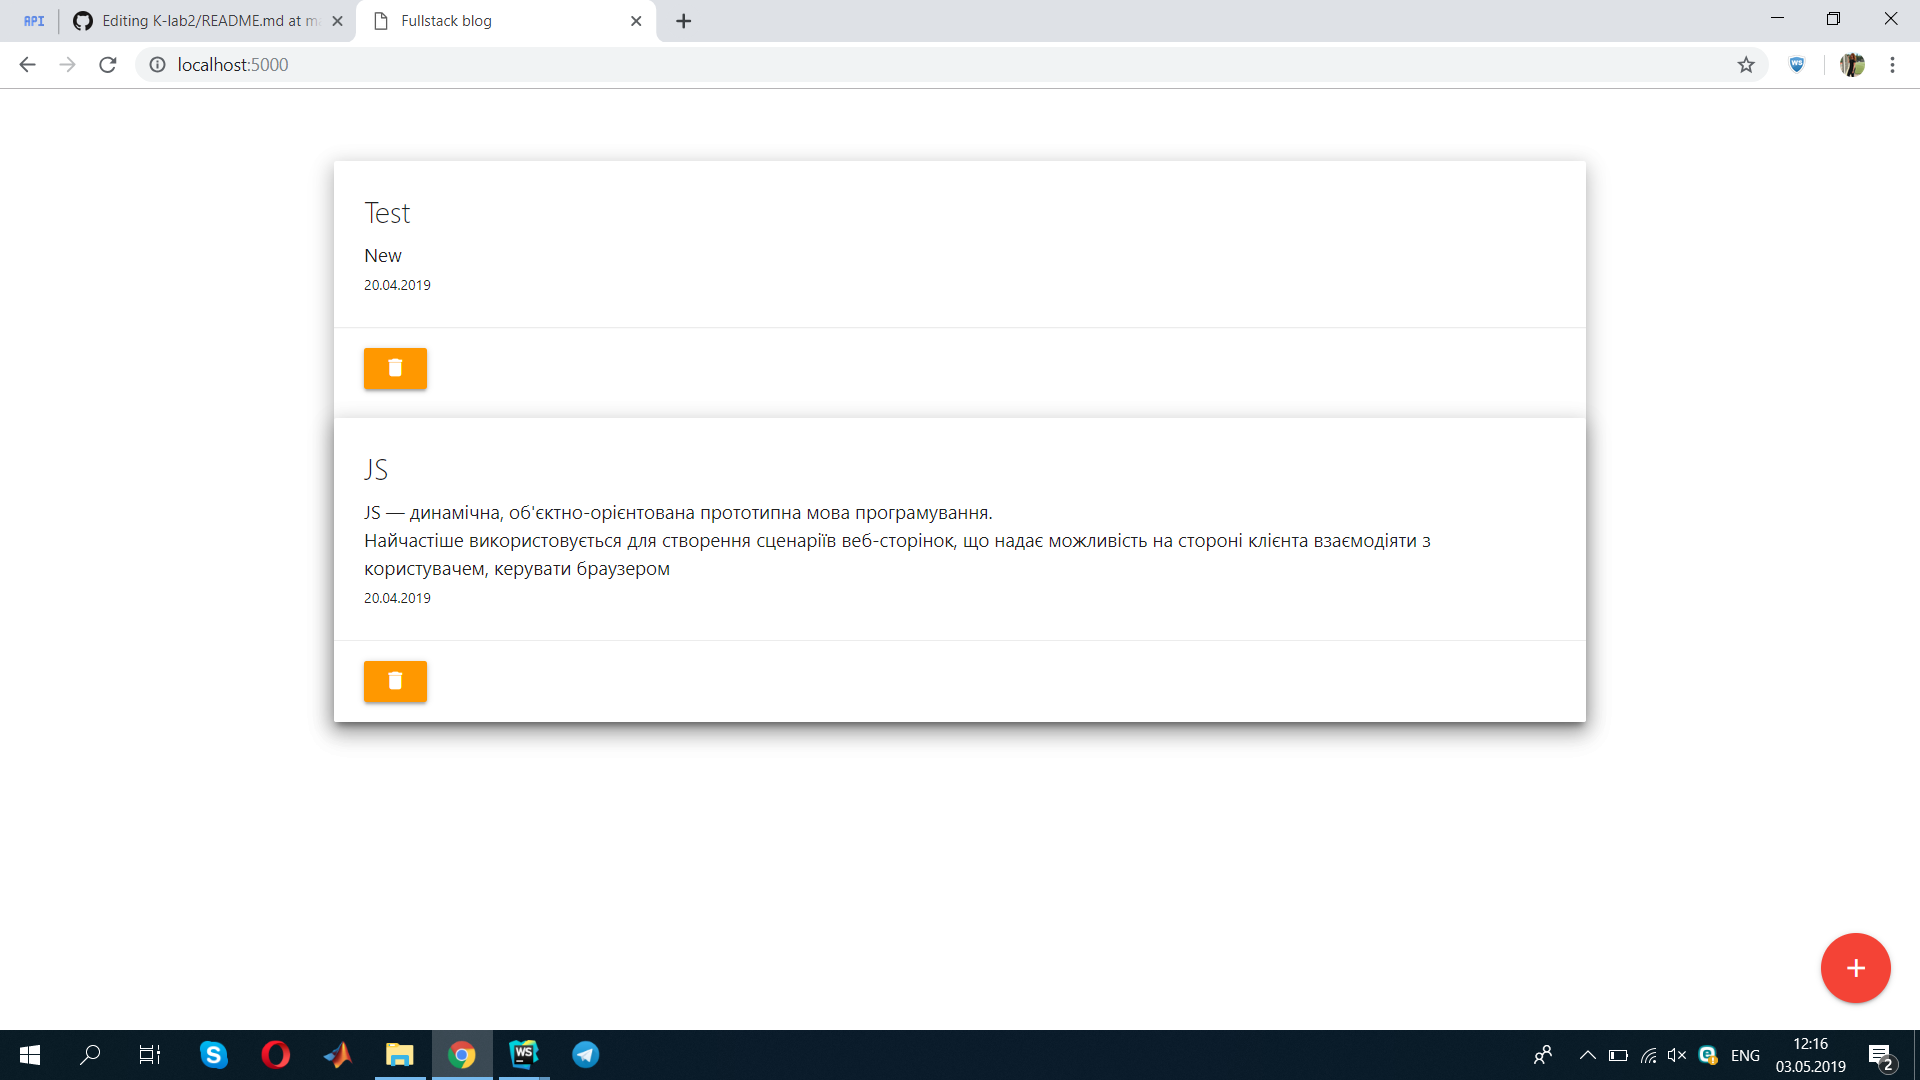 API
Editing K-lab2/README.md at ma
Fullstack blog
localhost:5000
Test
New
20.04.2019
JS
JS — динамічна, об'єктно-орієнтована прототипна мова програмування.
Найчастіше використовується для створення сценаріїв веб-сторінок, що надає можливість на стороні клієнта взаємодіяти з
користувачем, керувати браузером
20.04.2019
ENG
12:16
03.05.2019
2